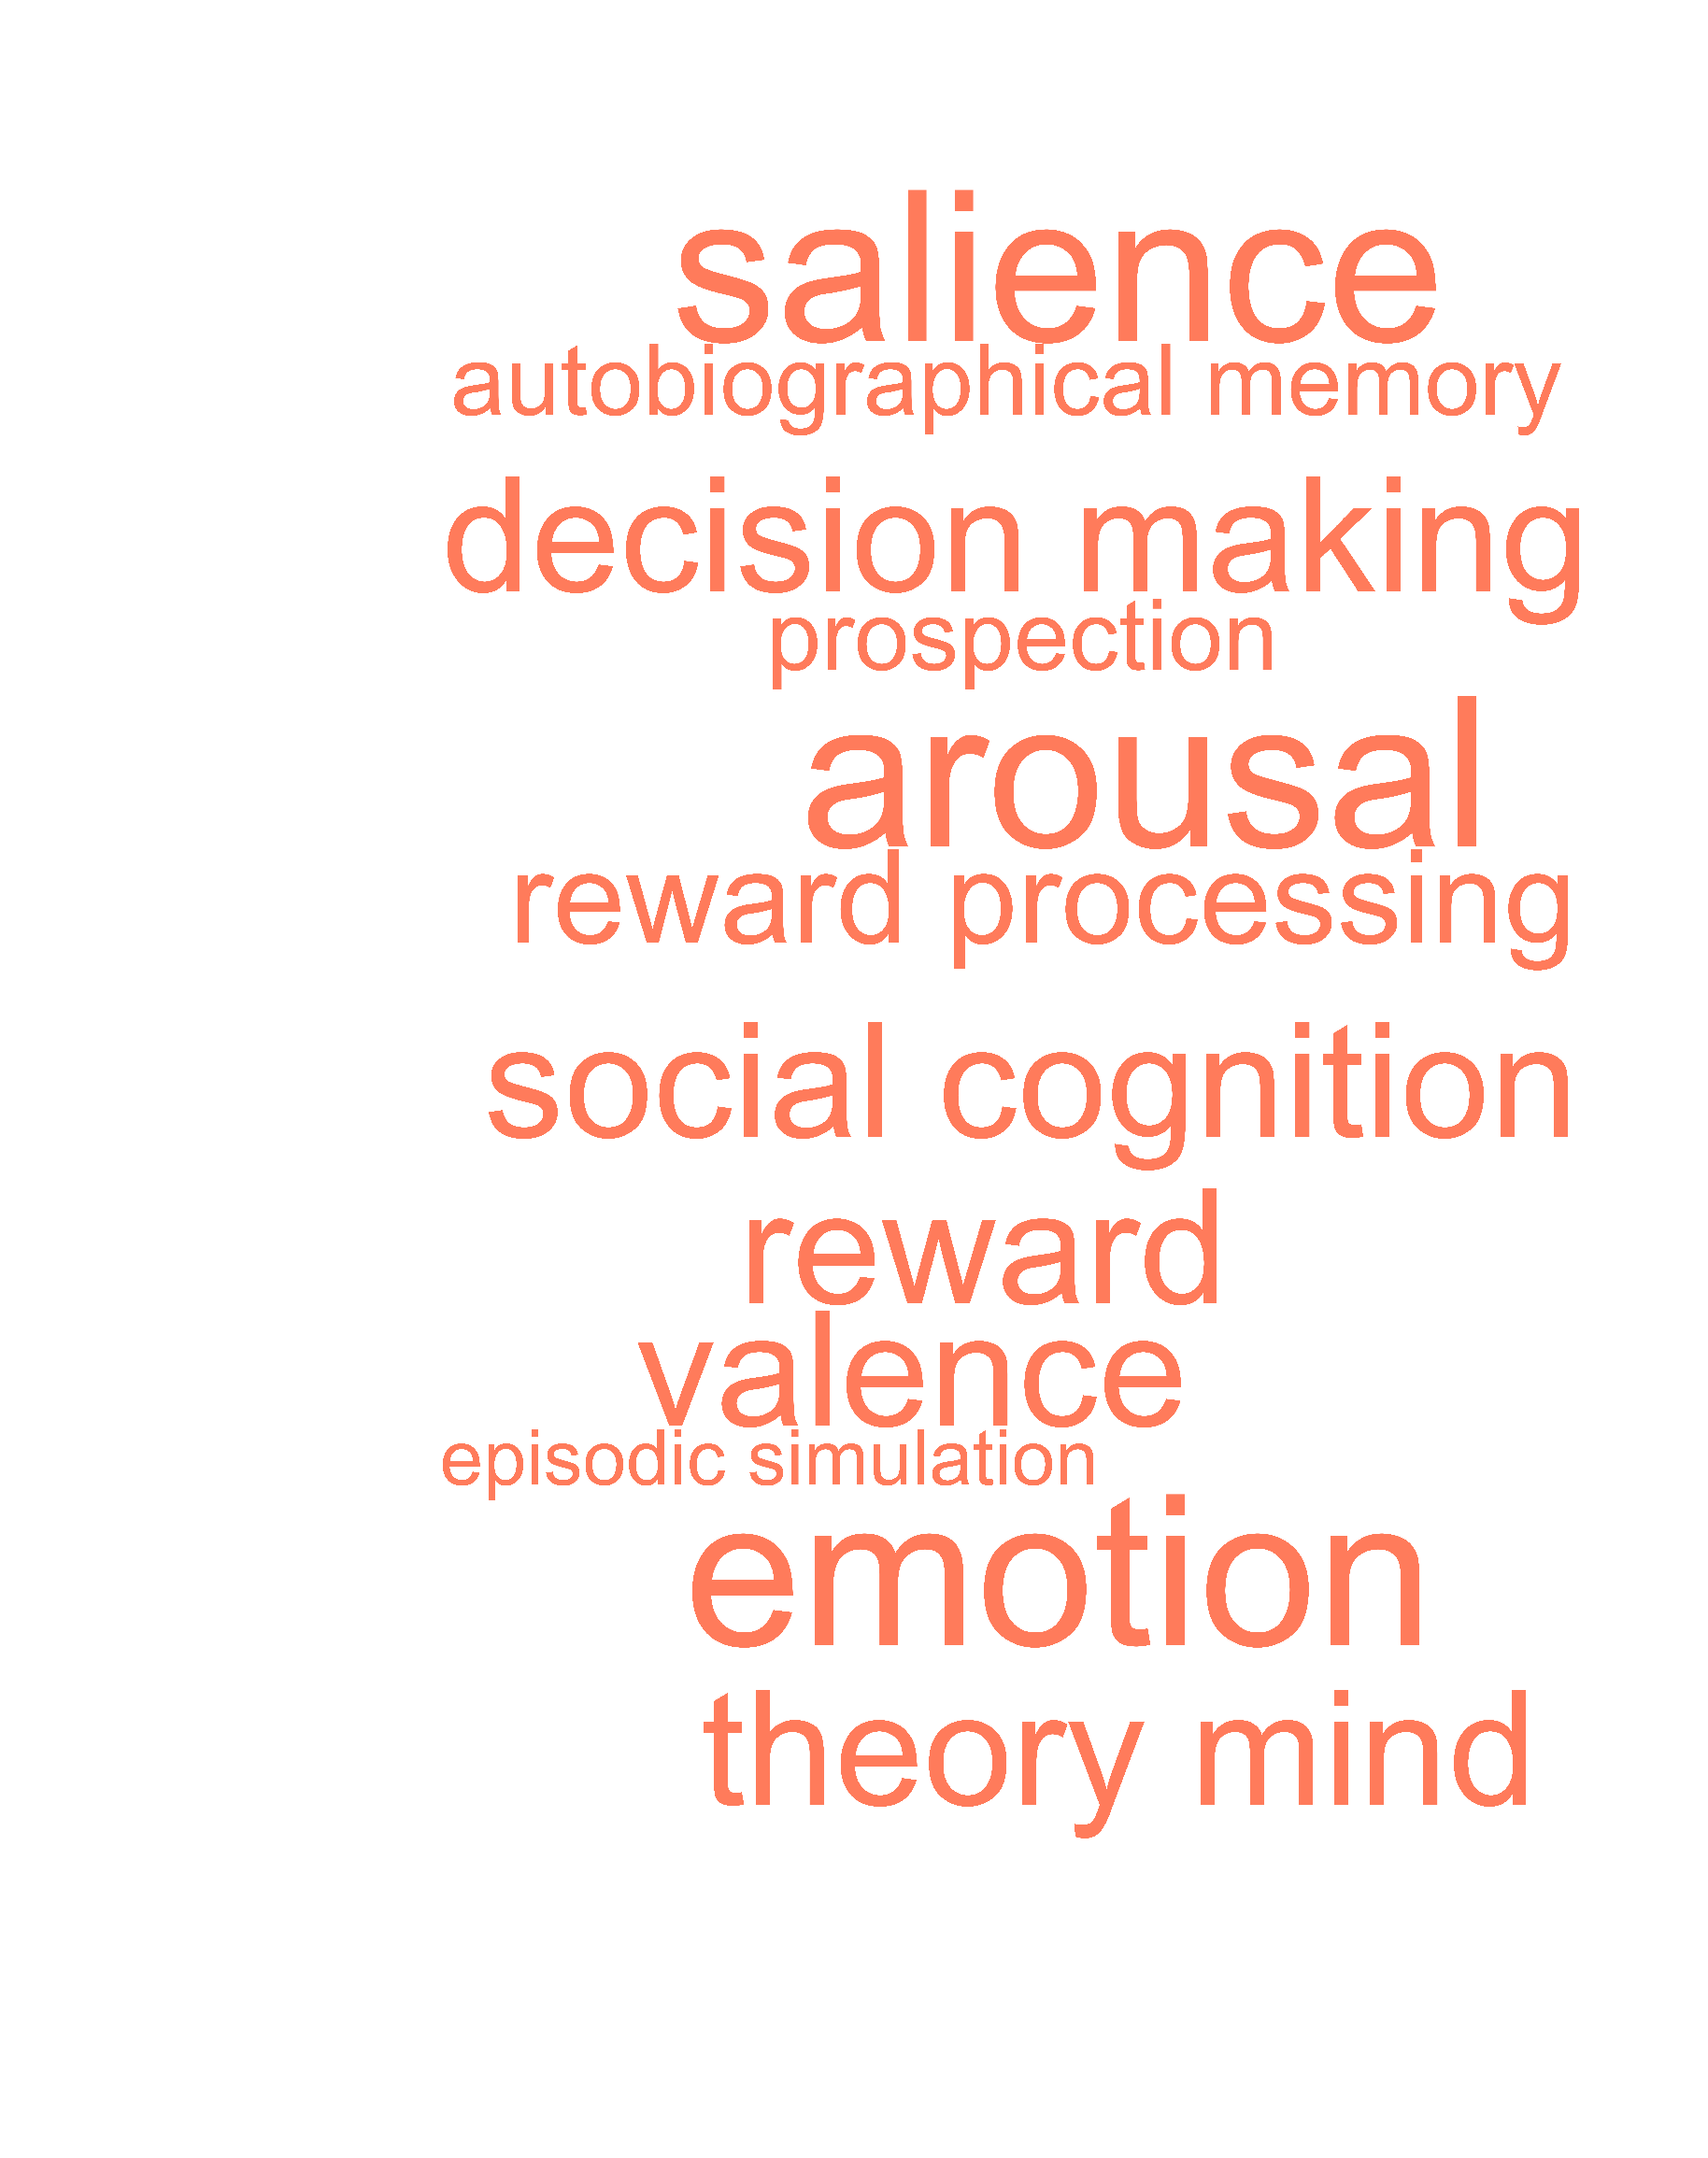 salience
autobiographical memory
decision making
prospection
arousal
reward processing
social cognition
reward
valence
episodic simulation
emotion
theory mind